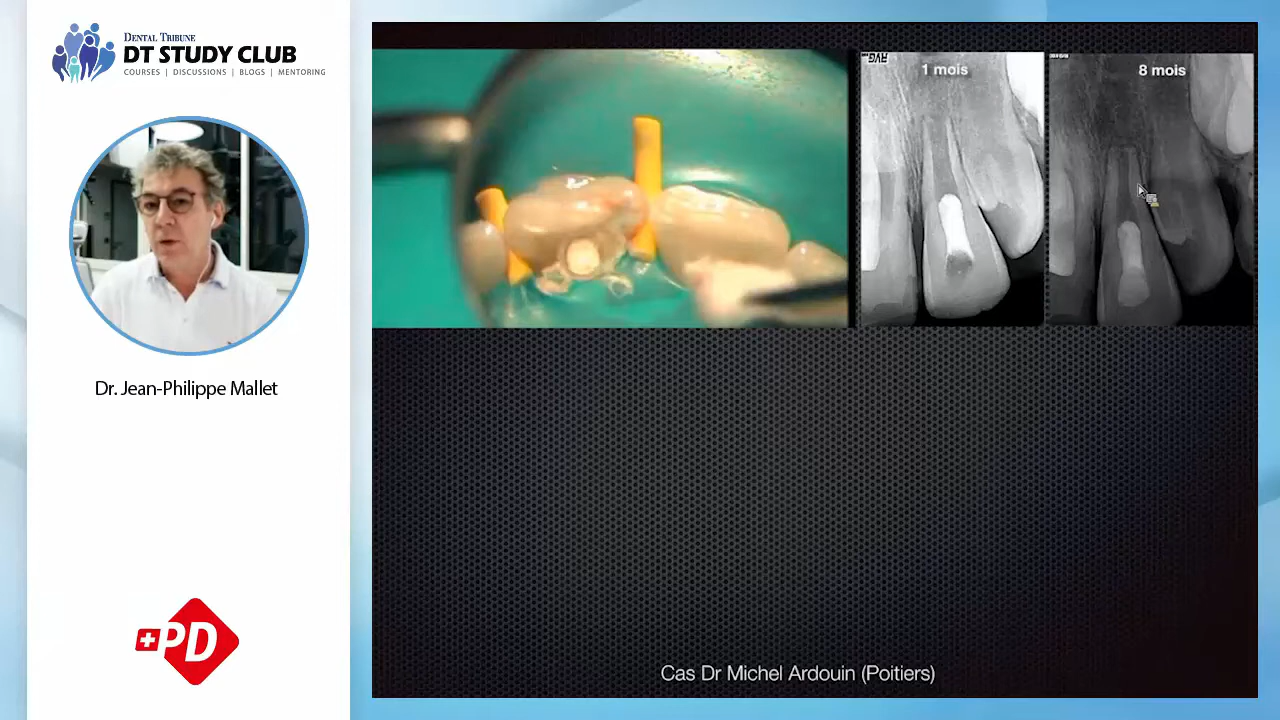 DENTAL TRIBUNE
DT STUDY CLUB
COURSES | DISCUSSIONS | BLOGS | MENTORING
Dr. Jean-Philippe Mallet
+PD
RVG
1 mois
8 mois
Cas Dr Michel Ardouin (Poitiers)